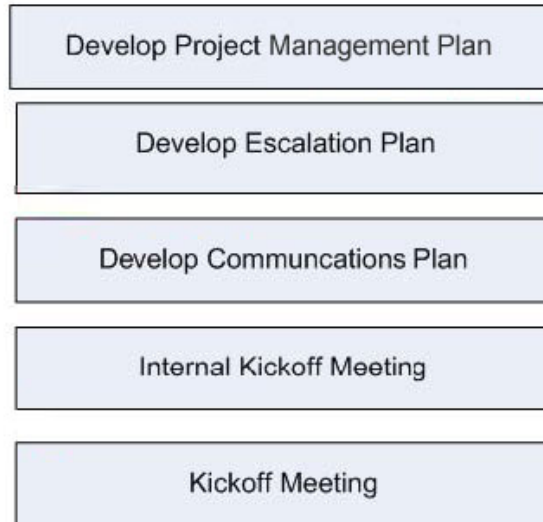 Develop Project Management Plan
Develop Escalation Plan
Develop Communcations Plan
Internal Kickoff Meeting
Kickoff Meeting